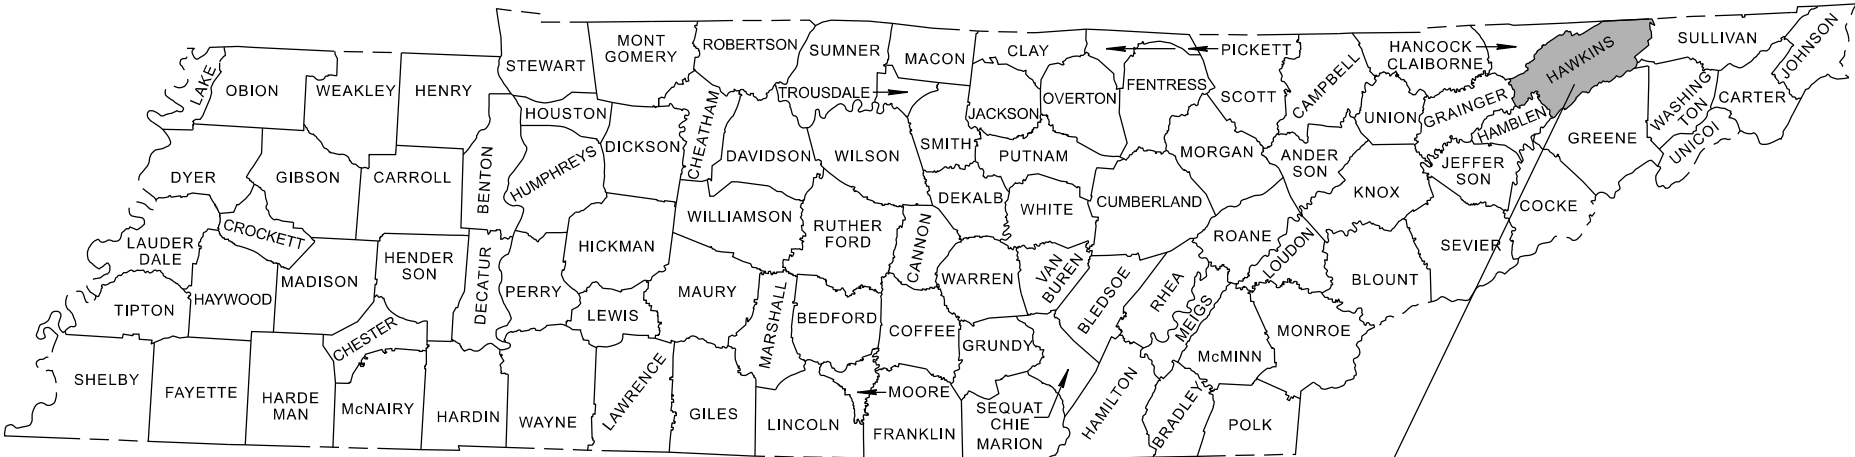 LAKE
OBION
WEAKLEY
HENRY
STEWART
MONT
GOMERY
ROBERTSON
SUMNER
MACON
CLAY
PICKETT
HANCOCK
CLAIBORNE
HAWKINS
SULLIVAN
JOHNSON
TROUSDALE
HOUSTON
CHEATHAM
JACKSON
OVERTON
FENTRESS
SCOTT
CAMPBELL
UNION
GRAINGER
HAMBLEN
GREENE
WASHING
TON
CARTER
UNICOI
DYER
GIBSON
CARROLL
BENTON
HUMPHREYS
DICKSON
DAVIDSON
WILSON
SMITH
PUTNAM
MORGAN
ANDER
SON
KNOX
JEFFER
SON
COCKE
LAUDER
DALE
CROCKETT
HENDER
SON
DECATUR
HICKMAN
WILLIAMSON
RUTHER
FORD
CANNON
DEKALB
WHITE
CUMBERLAND
ROANE
LOUDON
BLOUNT
SEVIER
TIPTON
HAYWOOD
MADISON
PERRY
LEWIS
MAURY
MARSHALL
BEDFORD
COFFEE
WARREN
VAN
BUREN
BLEDSOE
RHEA
MEIGS
McMINN
MONROE
SHELBY
FAYETTE
HARDE
MAN
CHESTER
McNAIRY
HARDIN
WAYNE
LAWRENCE
GILES
LINCOLN
MOORE
FRANKLIN
GRUNDY
SEQUAT
CHIE
MARION
HAMILTON
BRADLEY
POLK